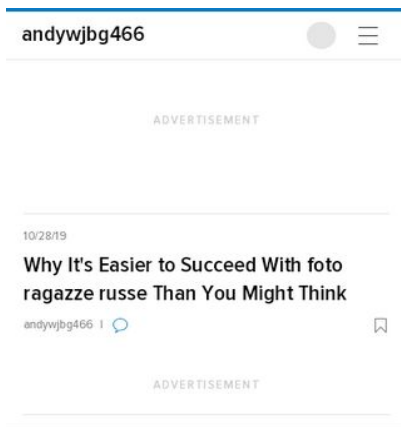 andywjbg466
ADVERTISEMENT
10/28/19
Why It's Easier to Succeed With foto
ragazze russe Than You Might Think
andywjbg466 |
ADVERTISEMENT